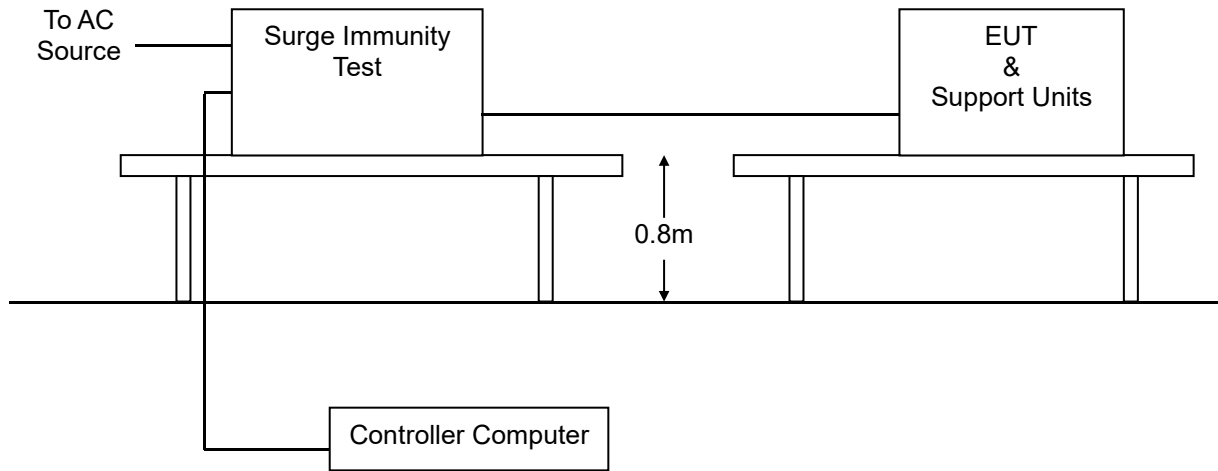 To AC
Source
Surge Immunity
Test
EUT
&
Support Units
0.8m
Controller Computer